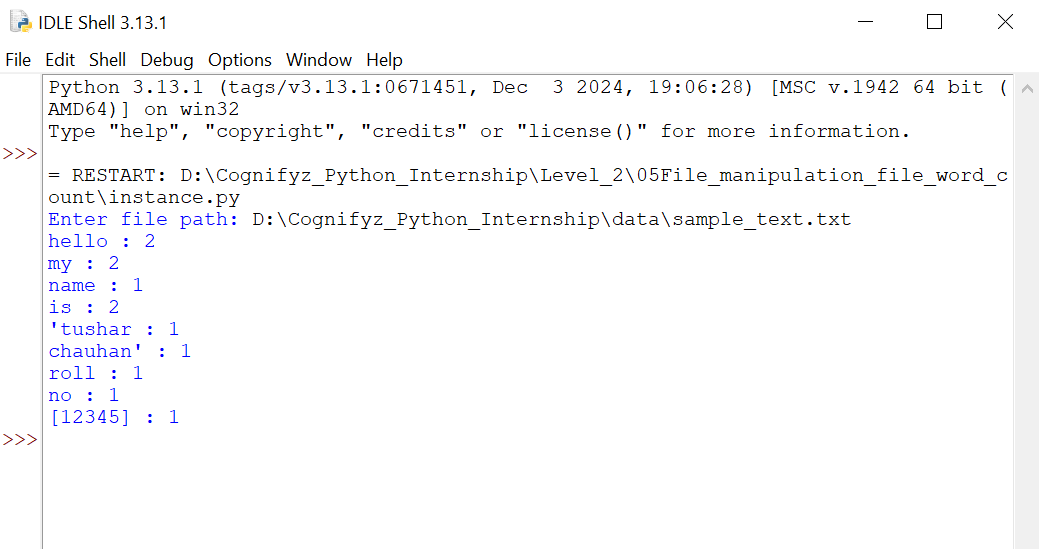 IDLE Shell 3.13.1
File Edit Shell Debug Options Window Help
Python 3.13.1 (tags/v3.13.1:0671451, Dec  3 2024, 19:06:28) [MSC v.1942 64 bit (
AMD64)] on win32
Type "help", "copyright", "credits" or "license()" for more information.
>>>
= RESTART: D:\Cognifyz_Python_Internship\Level_2\05File_manipulation_file_word_c
ount\instance.py
Enter file path: D:\Cognifyz_Python_Internship\data\sample_text.txt
hello : 2
my : 2
name : 1
is : 2
'tushar : 1
chauhan' : 1
roll : 1
no : 1
[12345] : 1
>>>